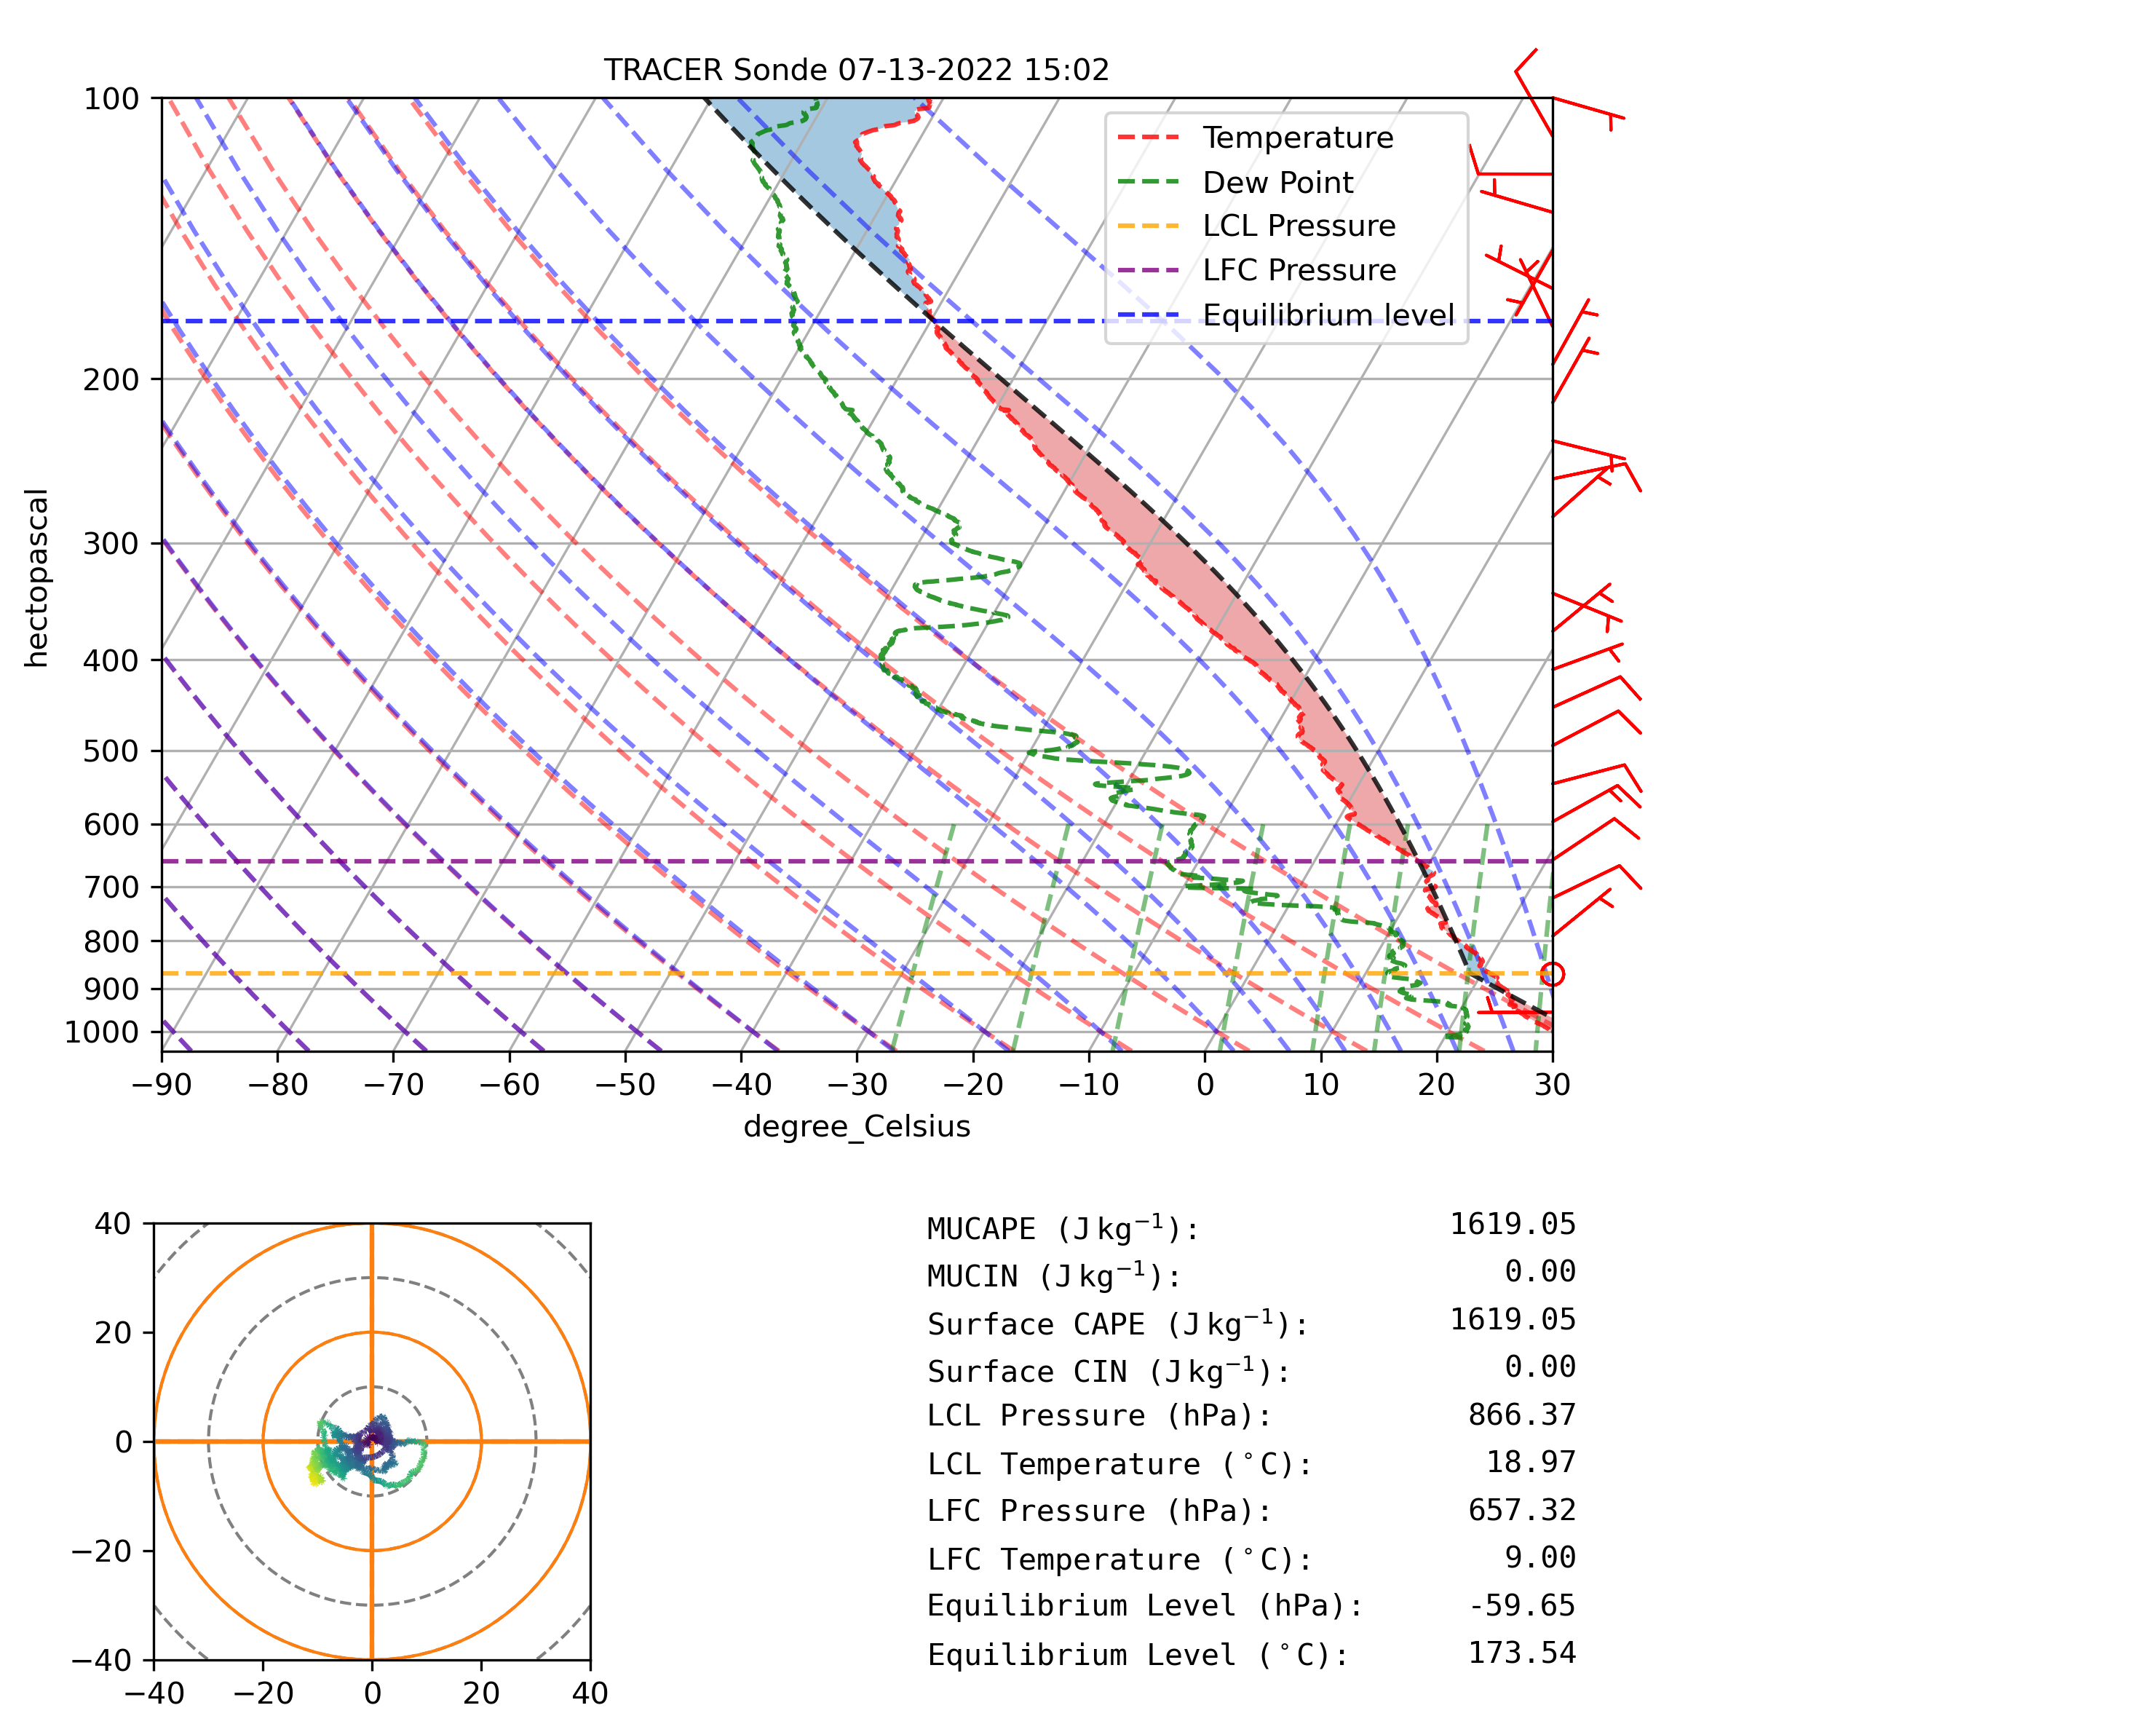 TRACER Sonde 07-13-2022 15:02
Temperature
Dew Point
LCL Pressure
LFC Pressure
Equilibrium level
hectopascal
100
200
300
400
500
600
700
800
900
1000
−90 −80 −70 −60 −50 −40 −30 −20 −10 0 10 20 30
degree_Celsius
40
20
0
−20
−40
−40 −20 0 20 40
MUCAPE (J kg⁻¹): 1619.05
MUCIN (J kg⁻¹): 0.00
Surface CAPE (J kg⁻¹): 1619.05
Surface CIN (J kg⁻¹): 0.00
LCL Pressure (hPa): 866.37
LCL Temperature (°C): 18.97
LFC Pressure (hPa): 657.32
LFC Temperature (°C): 9.00
Equilibrium Level (hPa): -59.65
Equilibrium Level (°C): 173.54